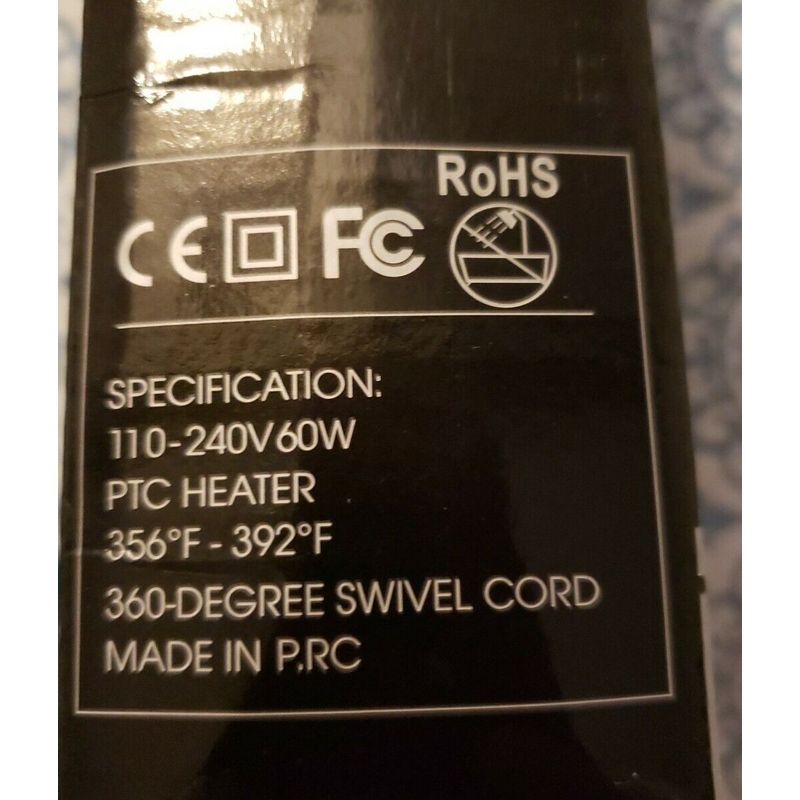 RoHS
CE FC
SPECIFICATION:
110-240V60W
PTC HEATER
356°F - 392°F
360-DEGREE SWIVEL CORD
MADE IN P.RC